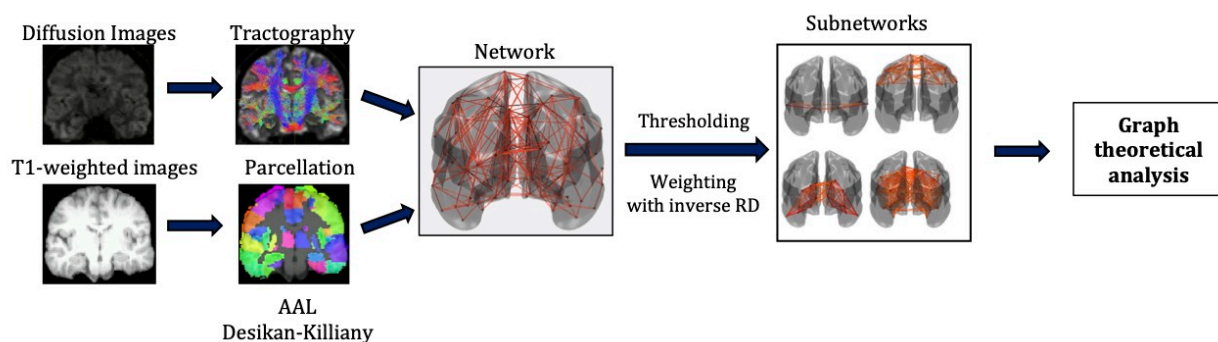 Diffusion Images
Tractography
T1-weighted images
Parcellation
AAL
Desikan-Killiany
Network
Thresholding
Weighting
with inverse RD
Subnetworks
Graph
theoretical
analysis